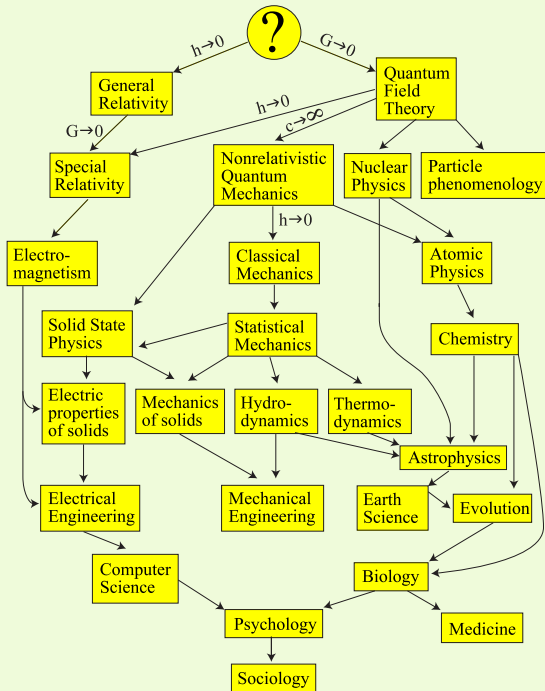 ?
h→0
G→0
General
Relativity
Quantum
Field
Theory
h→0
c→∞
G→0
Special
Relativity
Nonrelativistic
Quantum
Mechanics
Nuclear
Physics
Particle
phenomenology
h→0
Electro-
magnetism
Classical
Mechanics
Atomic
Physics
Solid State
Physics
Statistical
Mechanics
Chemistry
Electric
properties
of solids
Mechanics
of solids
Hydro-
dynamics
Thermo-
dynamics
Astrophysics
Electrical
Engineering
Mechanical
Engineering
Earth
Science
Evolution
Computer
Science
Biology
Psychology
Medicine
Sociology